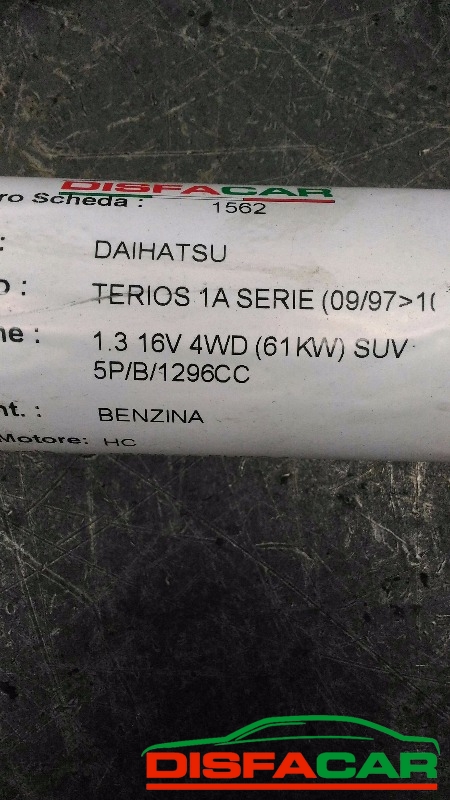 DISFACAR
ro Scheda : 1562
: DAIHATSU
: TERIOS 1A SERIE (09/97>10
ne : 1.3 16V 4WD (61KW) SUV
5P/B/1296CC
nt. : BENZINA
Motore: HC
DISFACAR